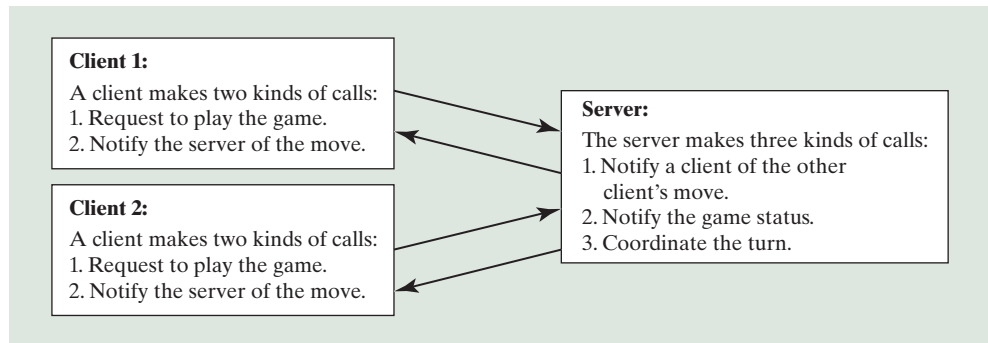 Client 1:
A client makes two kinds of calls:
1. Request to play the game.
2. Notify the server of the move.
Client 2:
A client makes two kinds of calls:
1. Request to play the game.
2. Notify the server of the move.
Server:
The server makes three kinds of calls:
1. Notify a client of the other
client’s move.
2. Notify the game status.
3. Coordinate the turn.